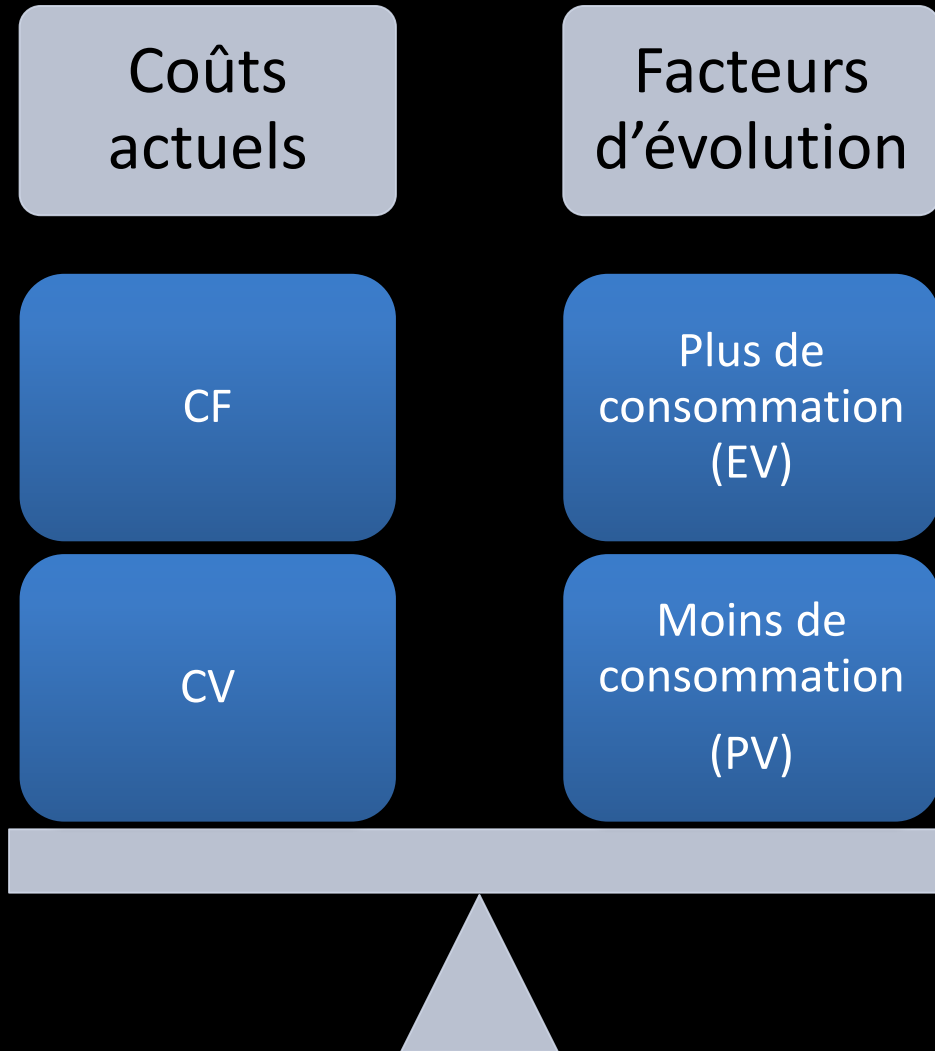 Coûts
actuels
Facteurs
d’évolution
CF
Plus de
consommation
(EV)
CV
Moins de
consommation
(PV)